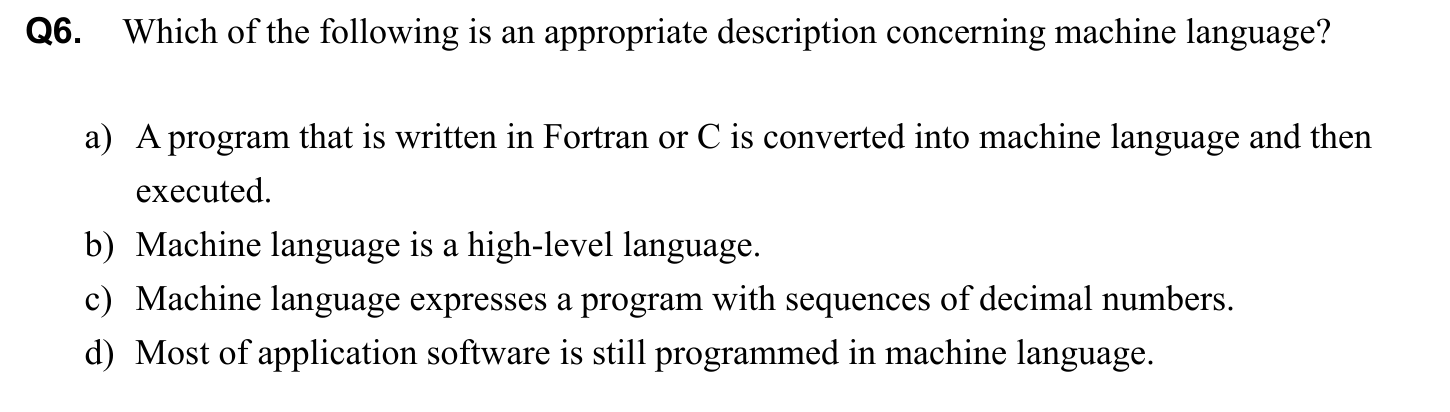 Q6. Which of the following is an appropriate description concerning machine language?
a) A program that is written in Fortran or C is converted into machine language and then
executed.
b) Machine language is a high-level language.
c) Machine language expresses a program with sequences of decimal numbers.
d) Most of application software is still programmed in machine language.